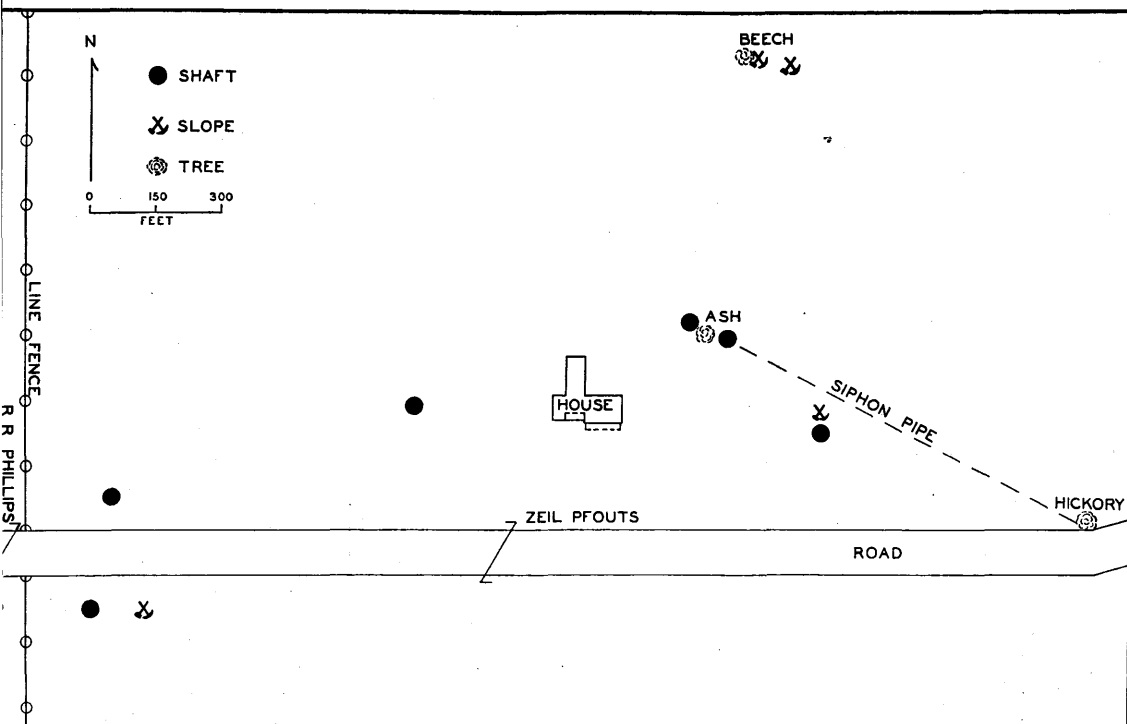 N
SHAFT
SLOPE
TREE
0 150 300
FEET
BEECH
LINE FENCE
R R PHILLIPS
ASH
HOUSE
SIPHON PIPE
HICKORY
ZEIL PFOUTS
ROAD